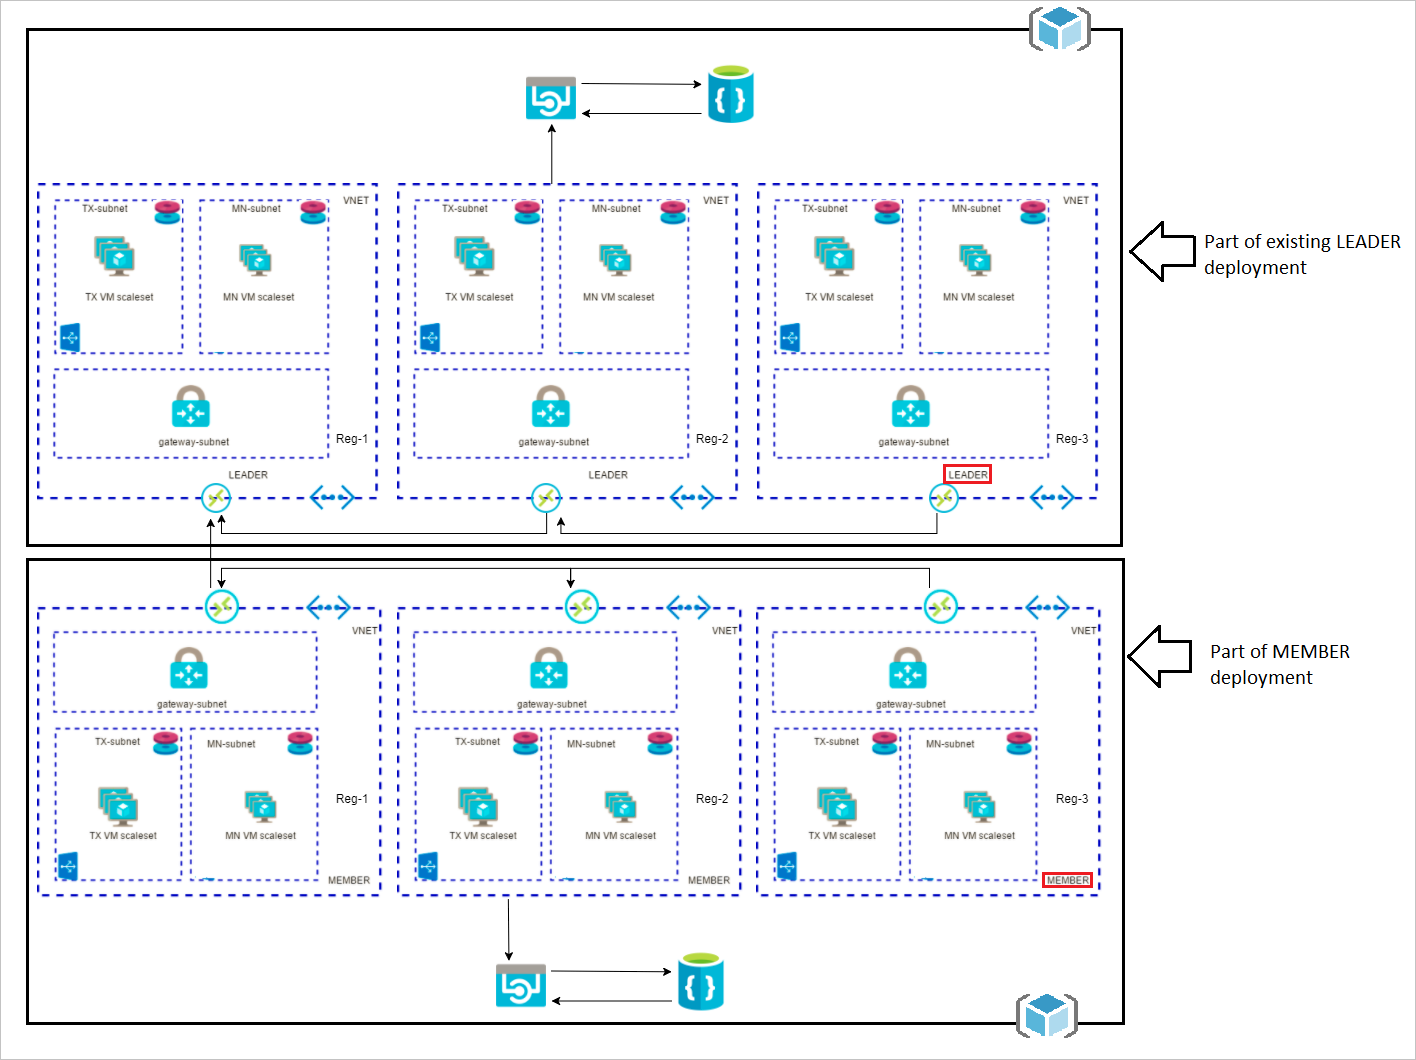 TX-subnet
MN-subnet
VNET
TX VM scaleset
MN VM scaleset
gateway-subnet
Reg-1
LEADER
TX-subnet
MN-subnet
VNET
TX VM scaleset
MN VM scaleset
gateway-subnet
Reg-2
LEADER
TX-subnet
MN-subnet
VNET
TX VM scaleset
MN VM scaleset
gateway-subnet
Reg-3
LEADER
Part of existing LEADER
deployment
VNET
gateway-subnet
TX-subnet
MN-subnet
Reg-1
TX VM scaleset
MN VM scaleset
MEMBER
VNET
gateway-subnet
TX-subnet
MN-subnet
Reg-2
TX VM scaleset
MN VM scaleset
MEMBER
VNET
gateway-subnet
TX-subnet
MN-subnet
Reg-3
TX VM scaleset
MN VM scaleset
MEMBER
Part of MEMBER
deployment